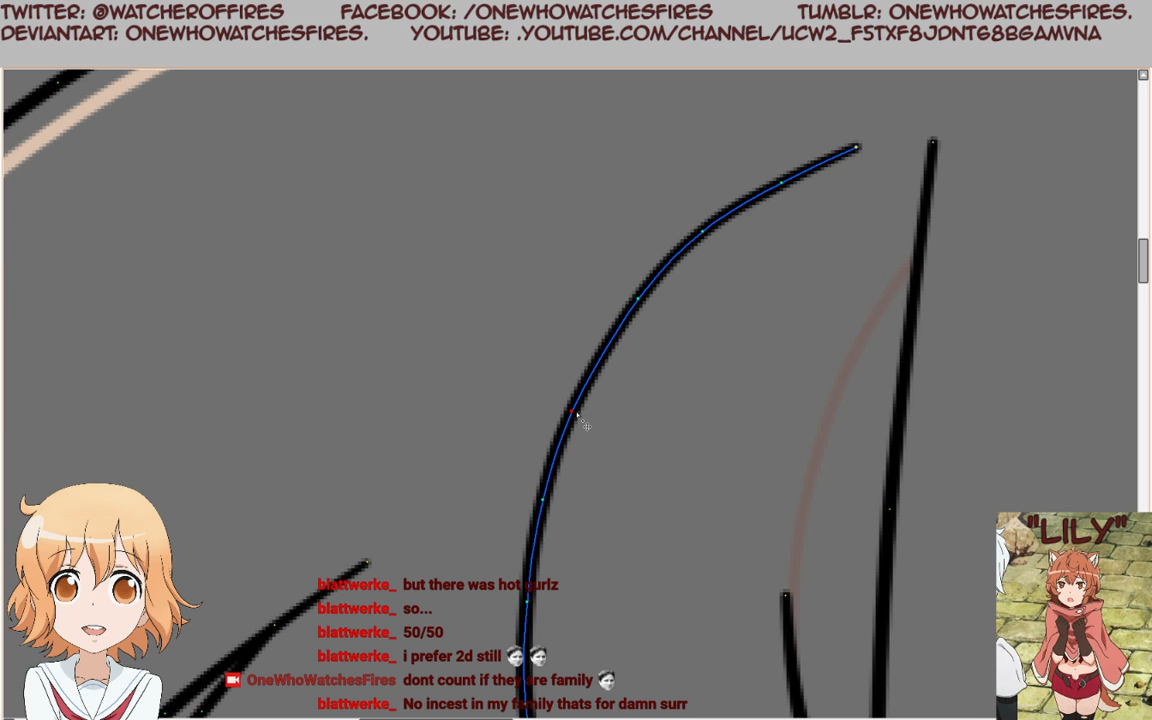 TWITTER: @WATCHEROFFIRES FACEBOOK: /ONEWHOWATCHESFIRES TUMBLR: ONEWHOWATCHESFIRES.
DEVIANTART: ONEWHOWATCHESFIRES. YOUTUBE: .YOUTUBE.COM/CHANNEL/UCW2_F5TXF8JDNTG8BGAMVNA
"LILY"
blattwerke_ but there was hot gurlz
blattwerke_ so...
blattwerke_ 50/50
blattwerke_ i prefer 2d still
OneWhoWatchesFires dont count if they are family
blattwerke_ No incest in my family thats for damn surr